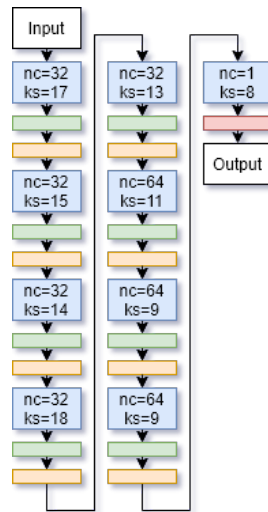 Input
nc=32
ks=17
nc=32
ks=15
nc=32
ks=14
nc=32
ks=18
nc=32
ks=13
nc=64
ks=11
nc=64
ks=9
nc=64
ks=9
nc=1
ks=8
Output